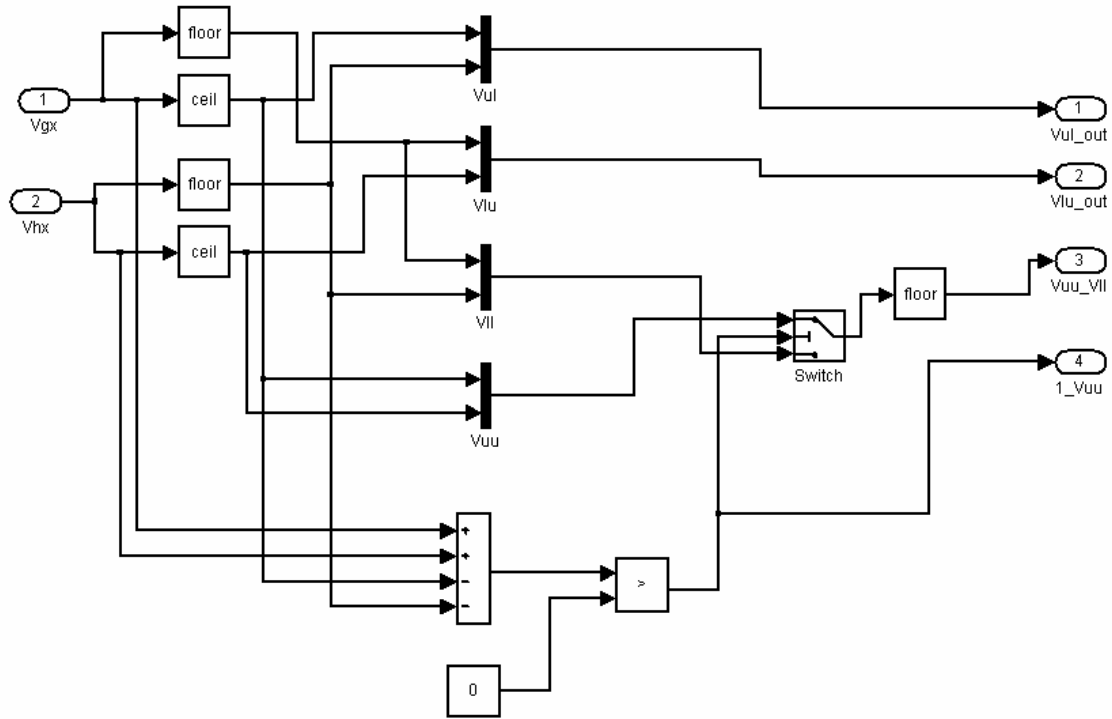 floor
1
Vgx
ceil
Vul
1
Vul_out
floor
2
Vhx
ceil
Vlu
2
Vlu_out
Vll
floor
3
Vuu_Vll
Switch
4
1_Vuu
Vuu
+
+
-
-
>
0